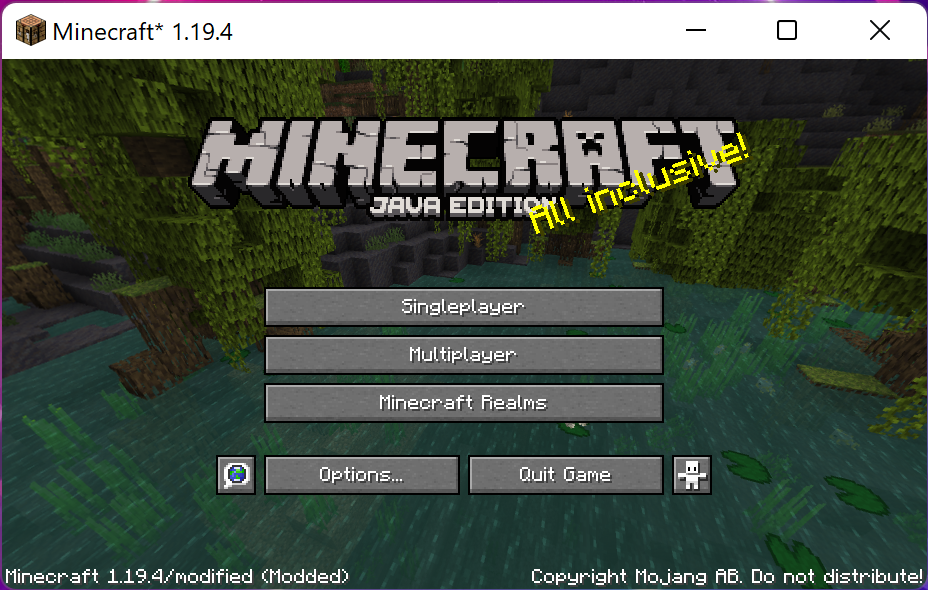 Minecraft* 1.19.4
MINECRAFT
JAVA EDITION
All inclusive!
Singleplayer
Multiplayer
Minecraft Realms
Options...
Quit Game
Minecraft 1.19.4/modified (Modded)
Copyright Mojang AB. Do not distribute!